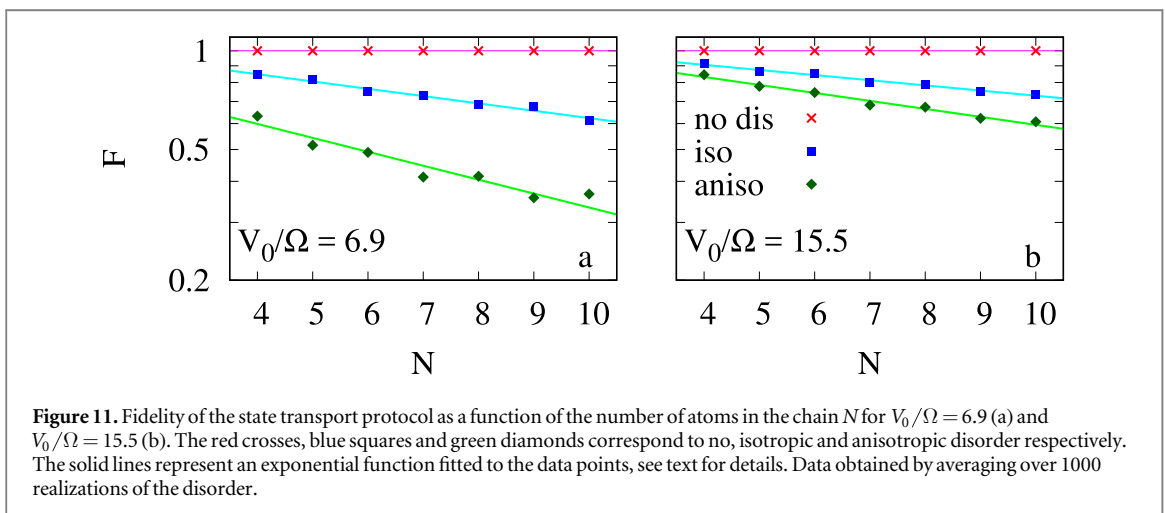 1
0.5
0.2
F
V₀/Ω = 6.9
a
4 5 6 7 8 9 10
N
no dis
iso
aniso
V₀/Ω = 15.5
b
4 5 6 7 8 9 10
N
Figure 11. Fidelity of the state transport protocol as a function of the number of atoms in the chain N for V₀/Ω = 6.9 (a) and
V₀/Ω = 15.5 (b). The red crosses, blue squares and green diamonds correspond to no, isotropic and anisotropic disorder respectively.
The solid lines represent an exponential function fitted to the data points, see text for details. Data obtained by averaging over 1000
realizations of the disorder.